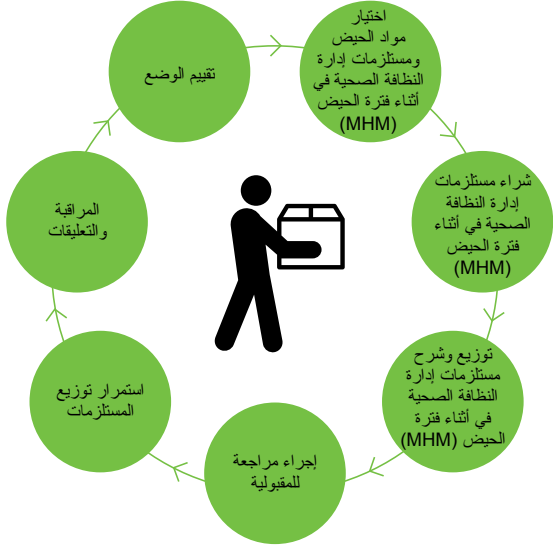 تقييم الوضع
اختيار
مواد الحيض
ومستلزمات إدارة
النظافة الصحية في
أثناء فترة الحيض
(MHM)
شراء مستلزمات
إدارة النظافة
الصحية في أثناء
فترة الحيض
(MHM)
توزيع وشرح
مستلزمات إدارة
النظافة الصحية
في أثناء فترة
الحيض (MHM)
إجراء مراجعة
للمقبولية
استمرار توزيع
المستلزمات
المراقبة
والتعليقات